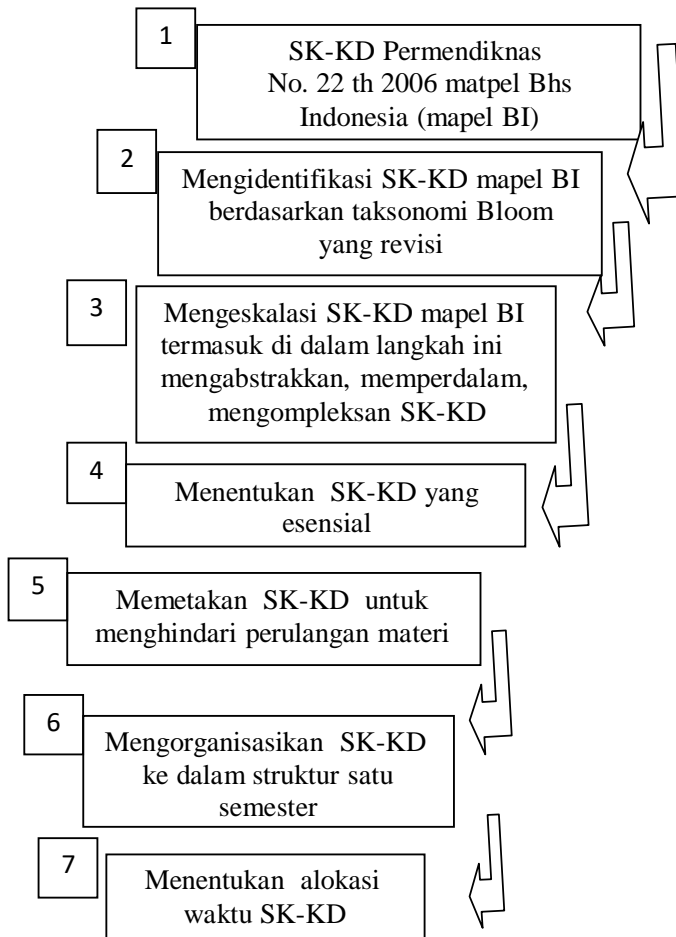 1
SK-KD Permendiknas
No. 22 th 2006 matpel Bhs
Indonesia (mapel BI)
2
Mengidentifikasi SK-KD mapel BI
berdasarkan taksonomi Bloom
yang revisi
3
Mengeskalasi SK-KD mapel BI
termasuk di dalam langkah ini
mengabstrakkan, memperdalam,
mengompleksan SK-KD
4
Menentukan SK-KD yang
esensial
5
Memetakan SK-KD untuk
menghindari perulangan materi
6
Mengorganisasikan SK-KD
ke dalam struktur satu
semester
7
Menentukan alokasi
waktu SK-KD